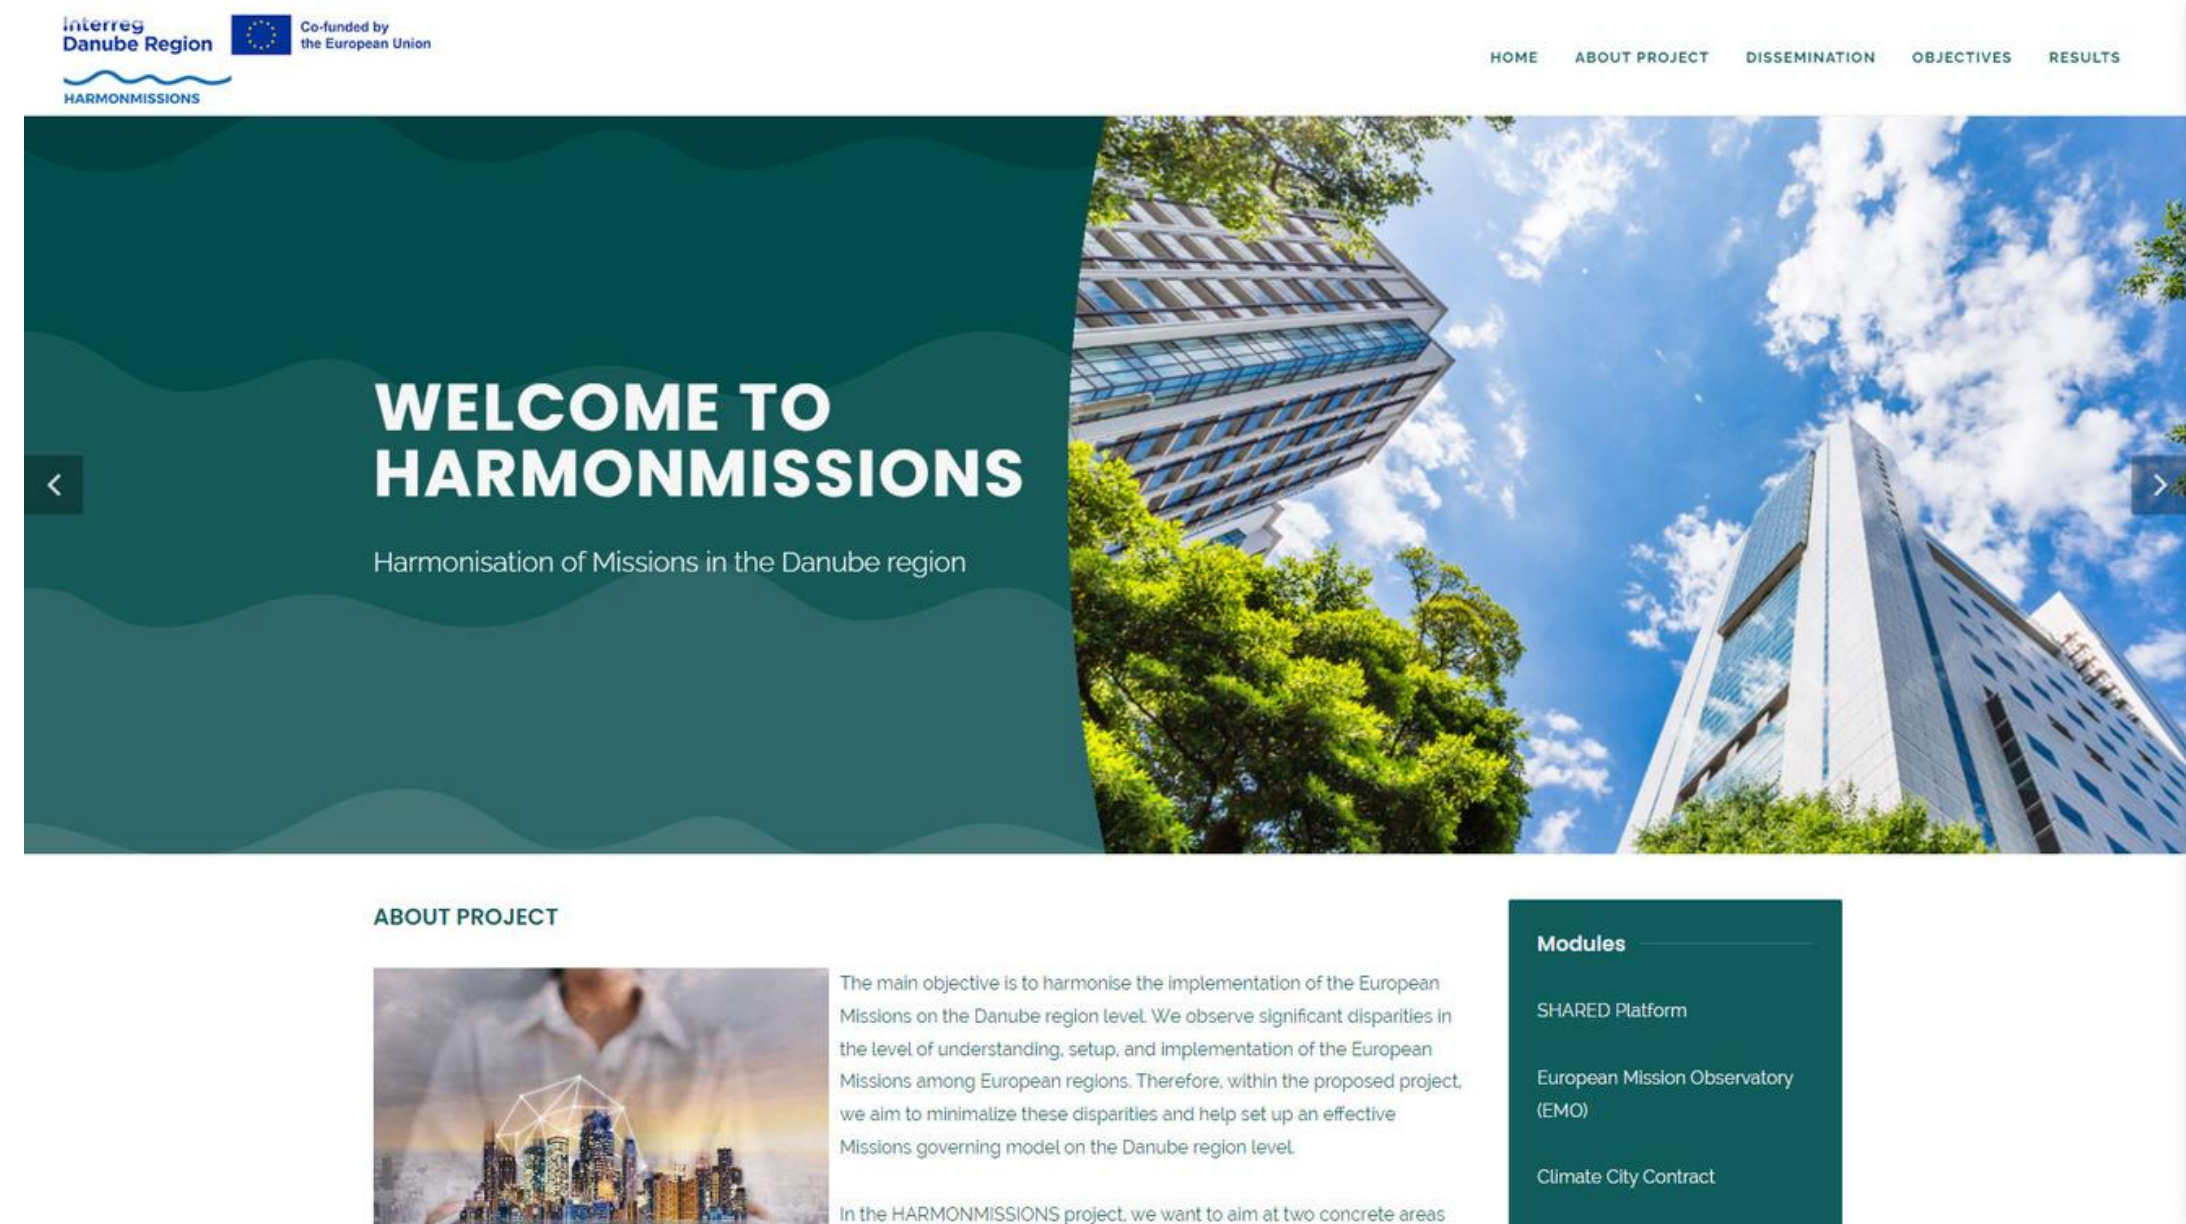 Interreg
Danube Region
Co-funded by
the European Union
HARMONMISSIONS
HOME ABOUT PROJECT DISSEMINATION OBJECTIVES RESULTS
WELCOME TO
HARMONMISSIONS
Harmonisation of Missions in the Danube region
ABOUT PROJECT
The main objective is to harmonise the implementation of the European
Missions on the Danube region level. We observe significant disparities in
the level of understanding, setup, and implementation of the European
Missions among European regions. Therefore, within the proposed project,
we aim to minimalize these disparities and help set up an effective
Missions governing model on the Danube region level.
In the HARMONMISSIONS project, we want to aim at two concrete areas
Modules
SHARED Platform
European Mission Observatory
(EMO)
Climate City Contract